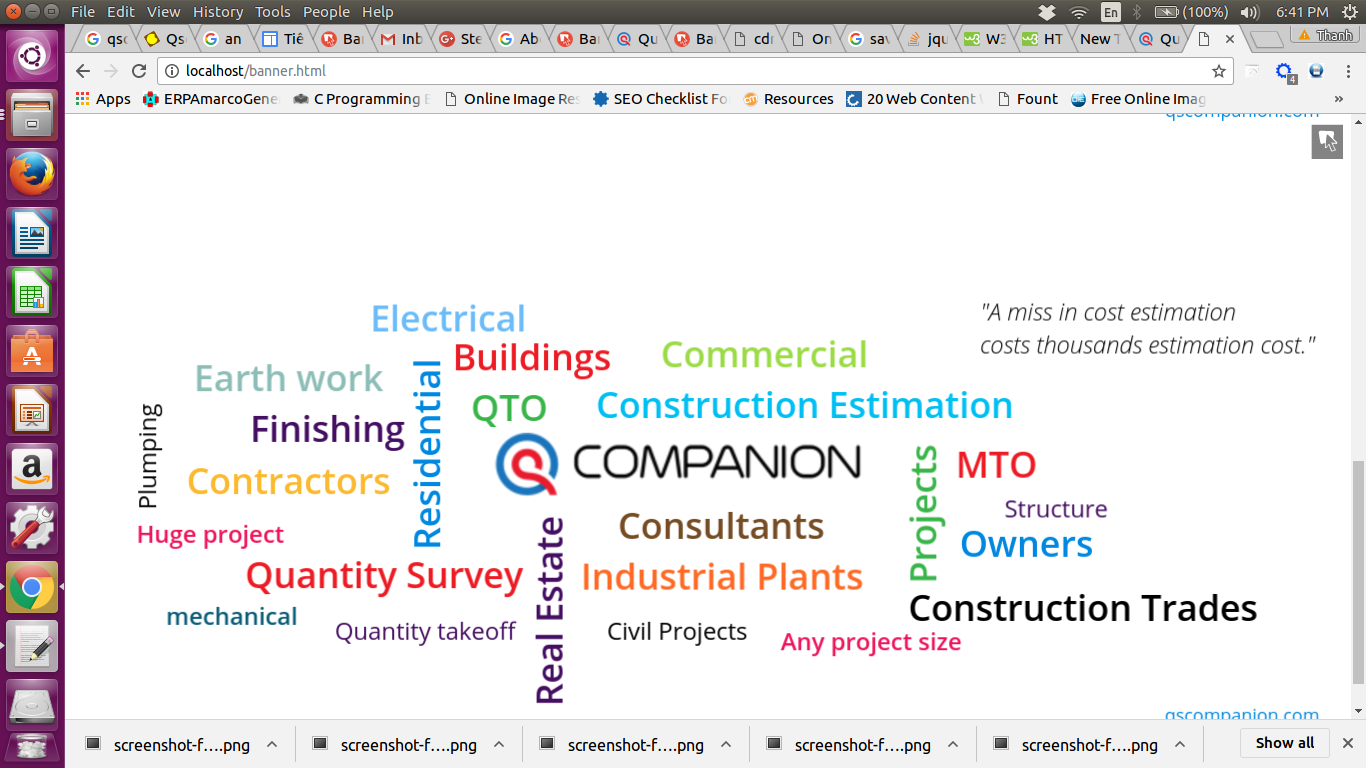 File Edit View History Tools People Help
En (100%) 6:41 PM
qsc Qs an Tiê Ba Inb Ste Ab Ba Qu Ba cdr On sav jqu W3 HT New T Qu Thanh
localhost/banner.html 4
Apps ERPAmarcoGene C Programming E Online Image Res SEO Checklist Fo Resources 20 Web Content Fount Free Online Imag »
qscompanion.com
"A miss in cost estimation
costs thousands estimation cost."
Electrical
Buildings
Commercial
Earth work
Residential
QTO
Construction Estimation
Plumping
Finishing
COMPANION
Projects
MTO
Contractors
Structure
Huge project
Consultants
Owners
Quantity Survey
Real Estate
Industrial Plants
mechanical
Construction Trades
Quantity takeoff
Civil Projects
Any project size
qscompanion.com
screenshot-f....png screenshot-f....png screenshot-f....png screenshot-f....png screenshot-f....png Show all